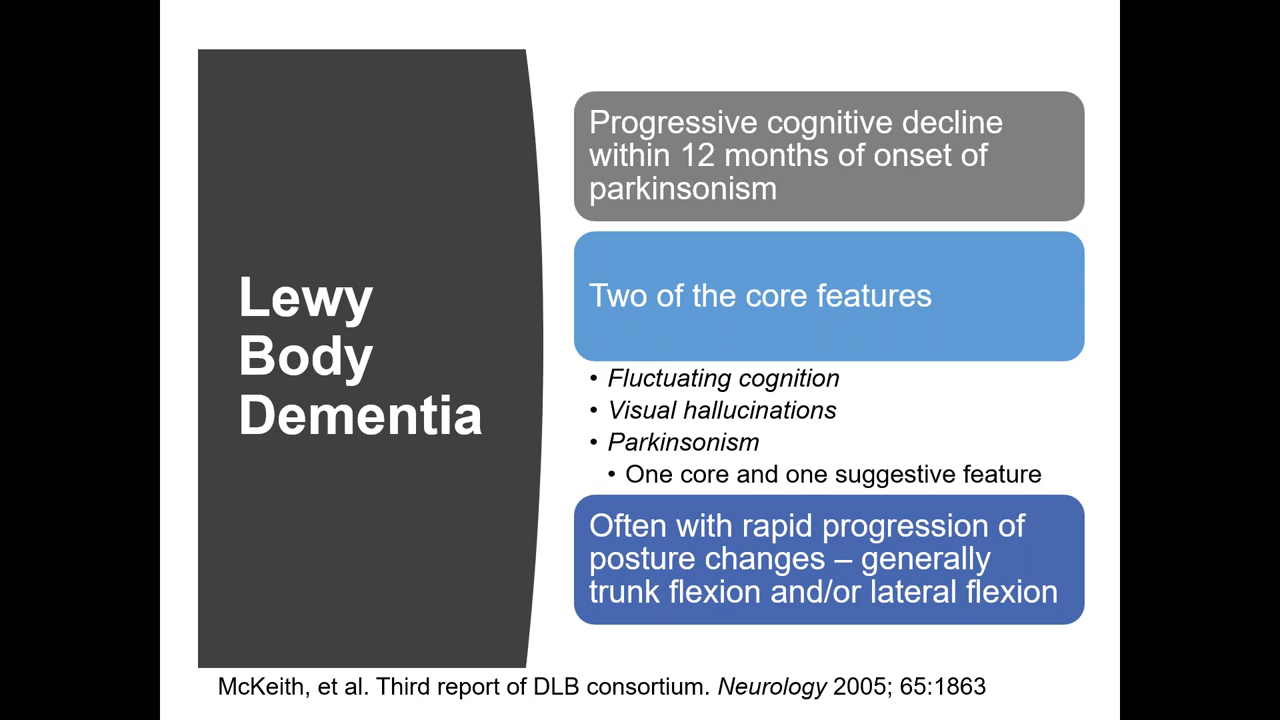 Lewy
Body
Dementia
Progressive cognitive decline
within 12 months of onset of
parkinsonism
Two of the core features
• Fluctuating cognition
• Visual hallucinations
• Parkinsonism
• One core and one suggestive feature
Often with rapid progression of
posture changes – generally
trunk flexion and/or lateral flexion
McKeith, et al. Third report of DLB consortium. Neurology 2005; 65:1863